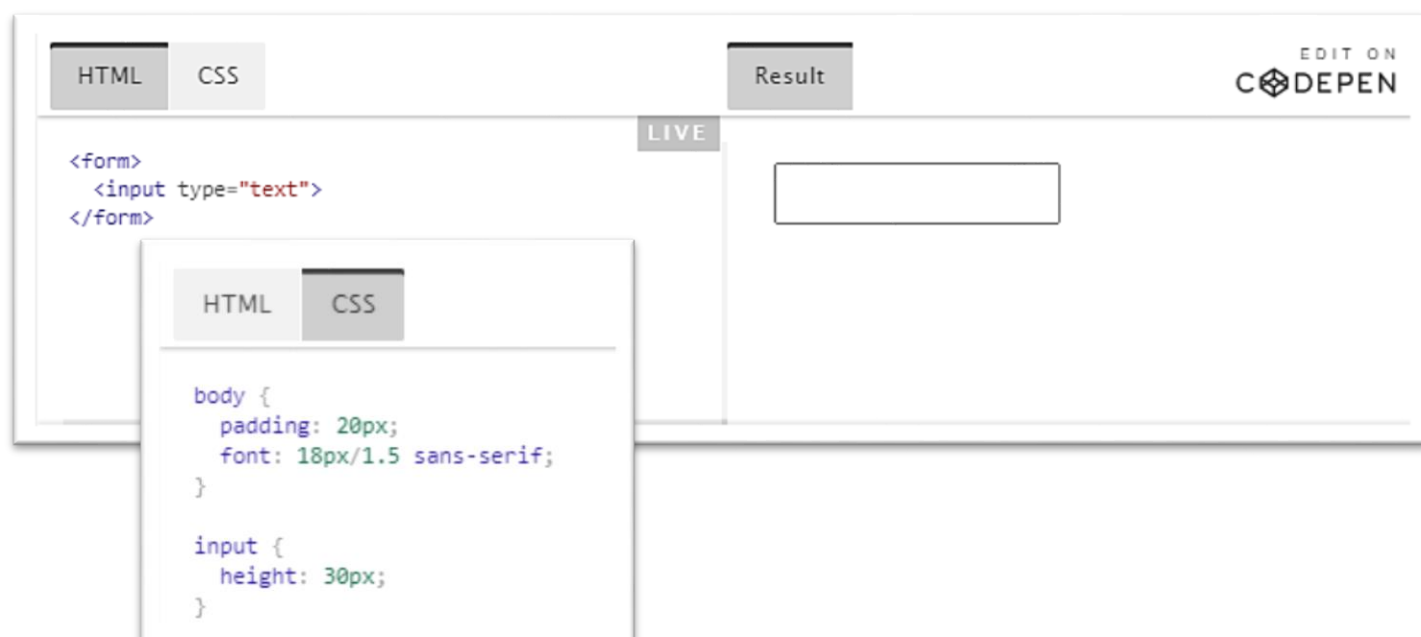 HTML CSS
Result
EDIT ON
CODEPEN
LIVE
<form>
  <input type="text">
</form>
HTML CSS
body {
  padding: 20px;
  font: 18px/1.5 sans-serif;
}
input {
  height: 30px;
}